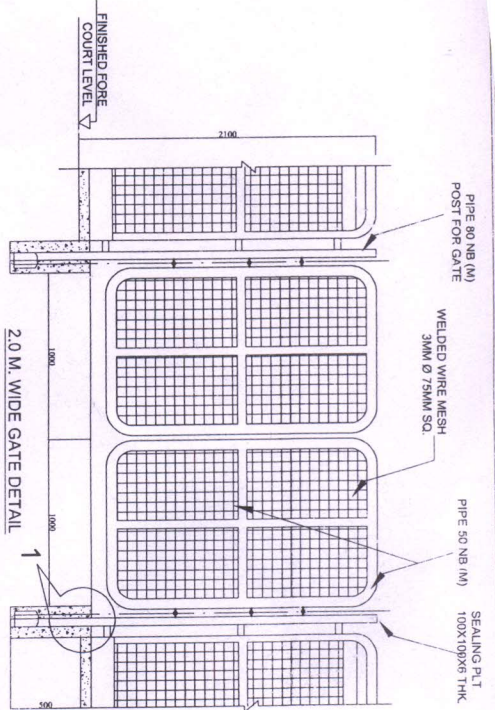 PIPE 80 NB (M)
POST FOR GATE
WELDED WIRE MESH
3MM Ø 75MM SQ.
PIPE 50 NB (M)
SEALING PLT
100X100X6 THK.
2100
FINISHED FORE
COURT LEVEL
1000
1000
1
500
2.0 M. WIDE GATE DETAIL